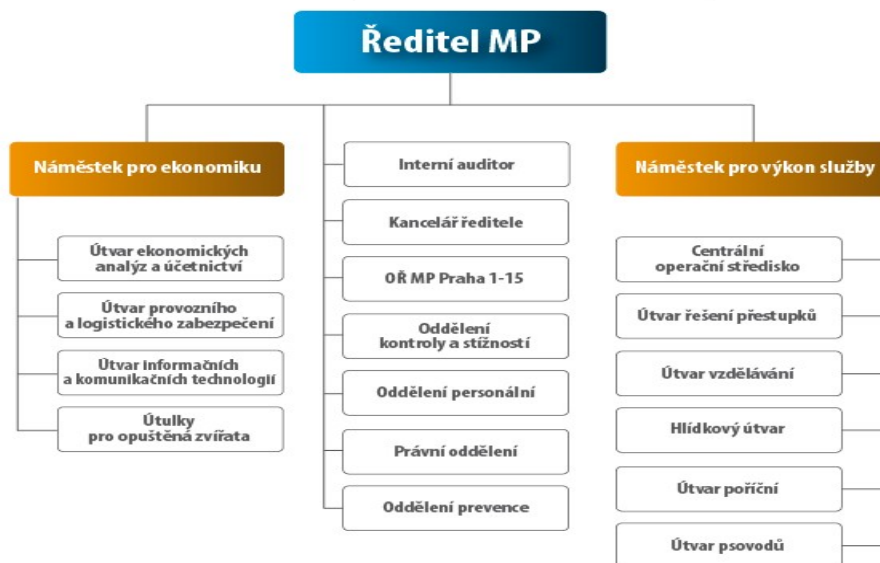 Ředitel MP
Náměstek pro ekonomiku
Útvar ekonomických
analýz a účetnictví
Útvar provozního
a logistického zabezpečení
Útvar informačních
a komunikačních technologií
Útulky
pro opuštěná zvířata
Interní auditor
Kancelář ředitele
OŘ MP Praha 1-15
Oddělení
kontroly a stížností
Oddělení personální
Právní oddělení
Oddělení prevence
Náměstek pro výkon služby
Centrální
operační středisko
Útvar řešení přestupků
Útvar vzdělávání
Hlídkový útvar
Útvar poříční
Útvar psovodů